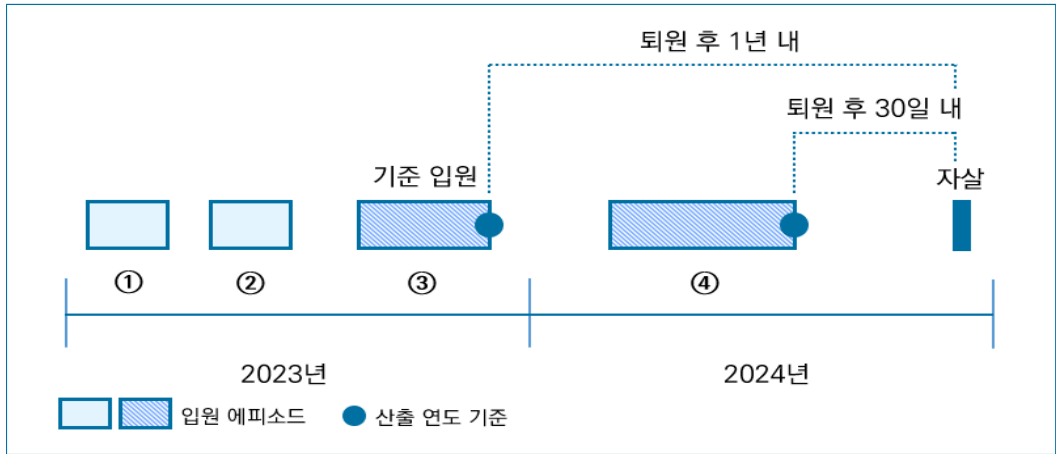 퇴원 후 1년 내
퇴원 후 30일 내
기준 입원
자살
① ② ③ ④
2023년 2024년
입원 에피소드 산출 연도 기준